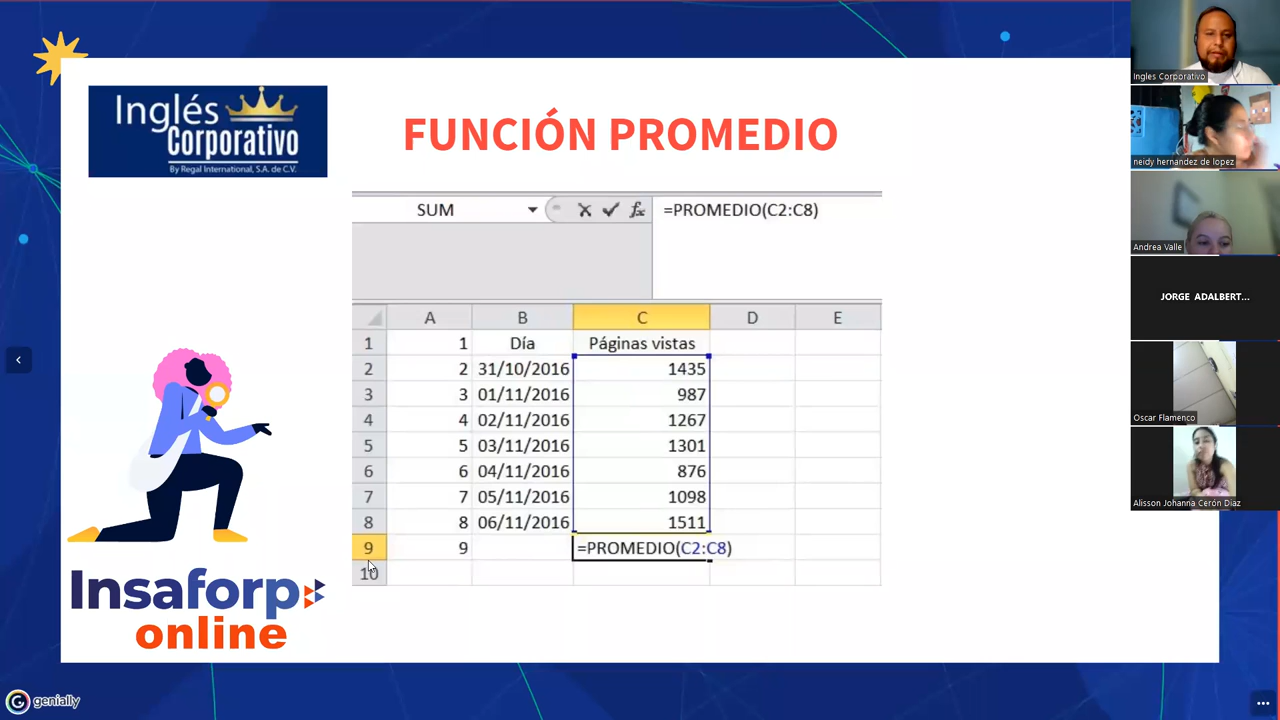 Inglés
Corporativo
By Regal International, S.A. de C.V.
FUNCIÓN PROMEDIO
SUM =PROMEDIO(C2:C8)
A B C D E
1 1 Día Páginas vistas
2 2 31/10/2016 1435
3 3 01/11/2016 987
4 4 02/11/2016 1267
5 5 03/11/2016 1301
6 6 04/11/2016 876
7 7 05/11/2016 1098
8 8 06/11/2016 1511
9 9 =PROMEDIO(C2:C8)
10
Insaforp
online
genially
Ingles Corporativo
neidy hernandez de lopez
Andrea Valle
JORGE ADALBERT...
Oscar Flamenco
Alisson Johanna Cerón Diaz